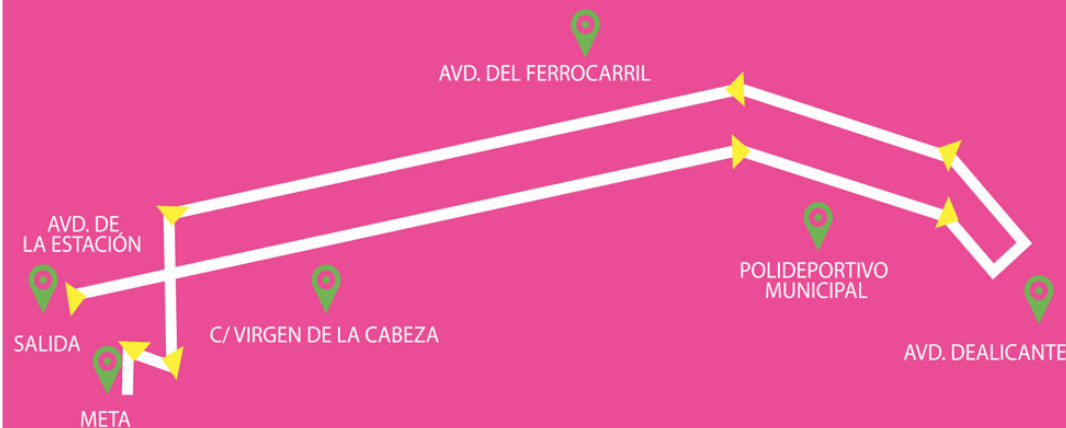 AVD. DEL FERROCARRIL
AVD. DE
LA ESTACIÓN
SALIDA
C/ VIRGEN DE LA CABEZA
POLIDEPORTIVO
MUNICIPAL
AVD. DEALICANTE
META